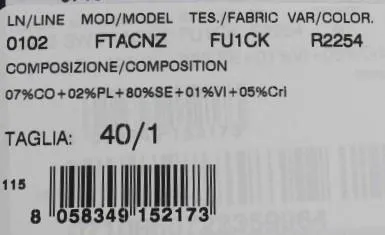 LN/LINE MOD/MODEL TES./FABRIC VAR/COLOR.
0102 FTACNZ FU1CK R2254
COMPOSIZIONE/COMPOSITION
07%CO+02%PL+80%SE+01%VI+05%Cri
TAGLIA: 40/1
115
8 058349 152173